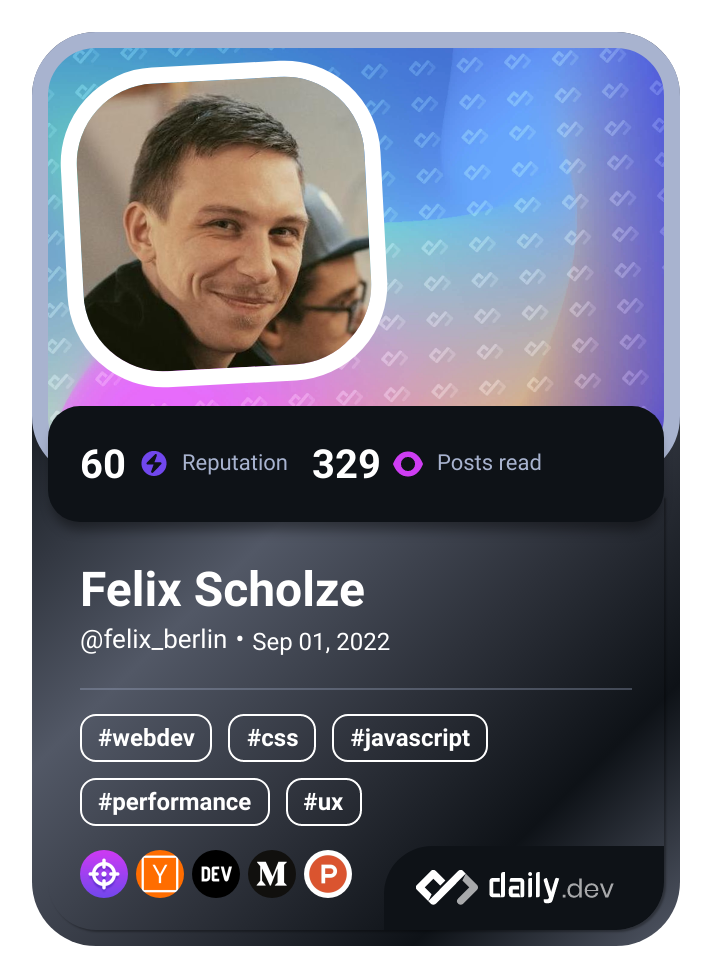 60 Reputation 329 Posts read
Felix Scholze
@felix_berlin • Sep 01, 2022
#webdev #css #javascript
#performance #ux
Y DEV M P daily.dev